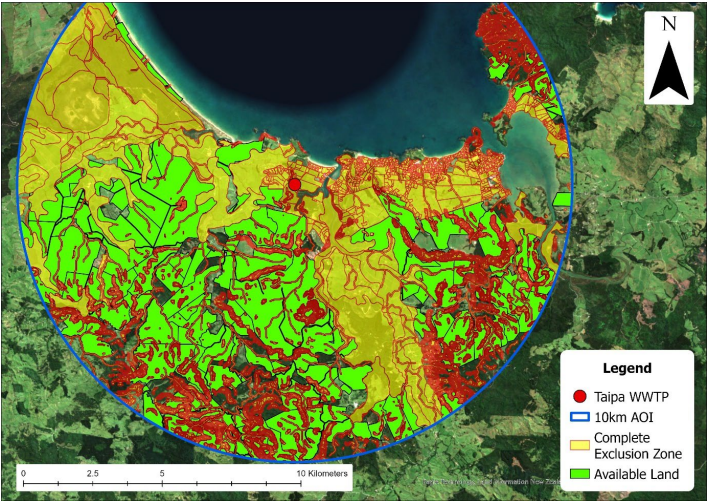 N
Legend
Taipa WWTP
10km AOI
Complete
Exclusion Zone
Available Land
0 2.5 5 10 Kilometers